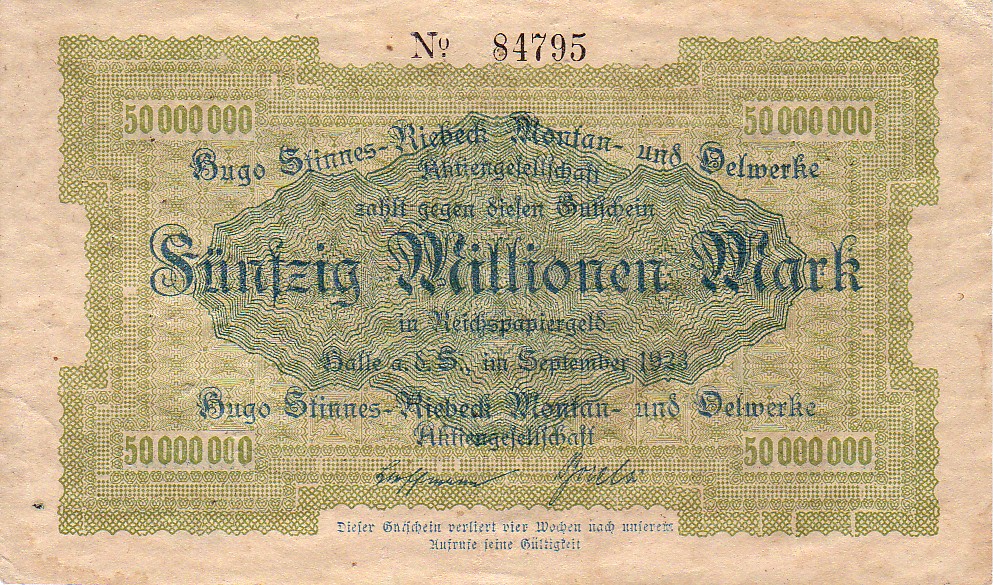 No 84795
50 000 000 50 000 000
Hugo Stinnes-Riebeck Montan- und Oelwerke
Aktiengesellschaft
zahlt gegen diesen Gutschein
Fünfzig Millionen Mark
in Reichspapiergeld
Halle a. d. S., im September 1923
Hugo Stinnes-Riebeck Montan- und Oelwerke
Aktiengesellschaft
50 000 000 50 000 000
Dieser Gutschein verliert vier Wochen nach unserem
Aufrufe seine Gültigkeit